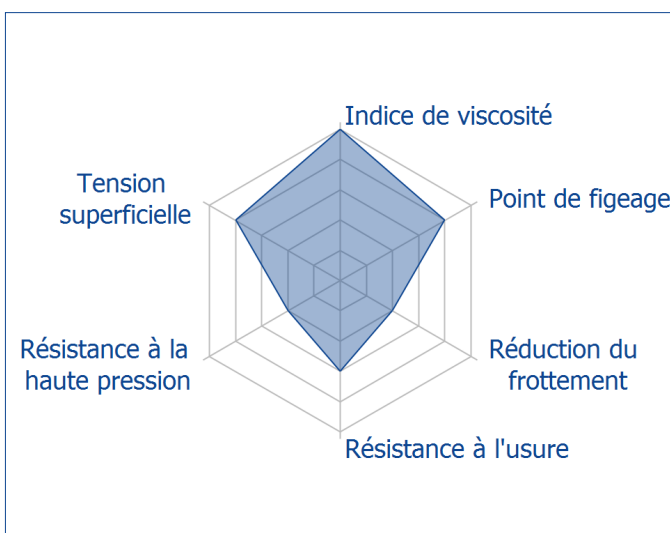 Indice de viscosité
Tension
superficielle
Point de figeage
Résistance à la
haute pression
Réduction du
frottement
Résistance à l'usure